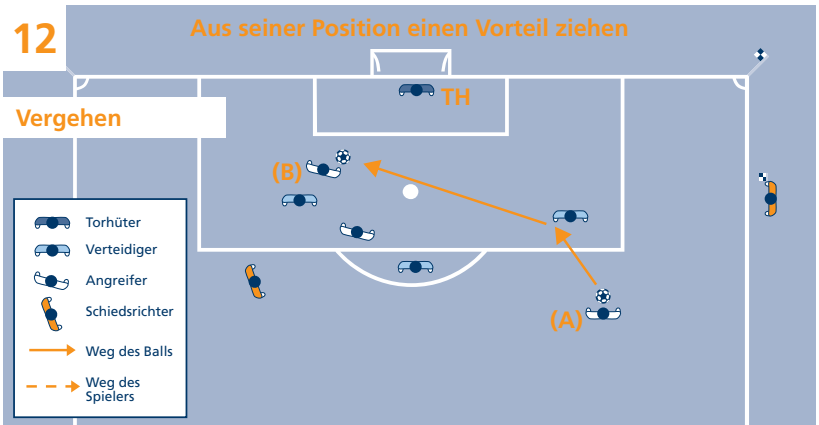 12
Aus seiner Position einen Vorteil ziehen
Vergehen
TH
(B)
(A)
Torhüter
Verteidiger
Angreifer
Schiedsrichter
Weg des Balls
Weg des
Spielers